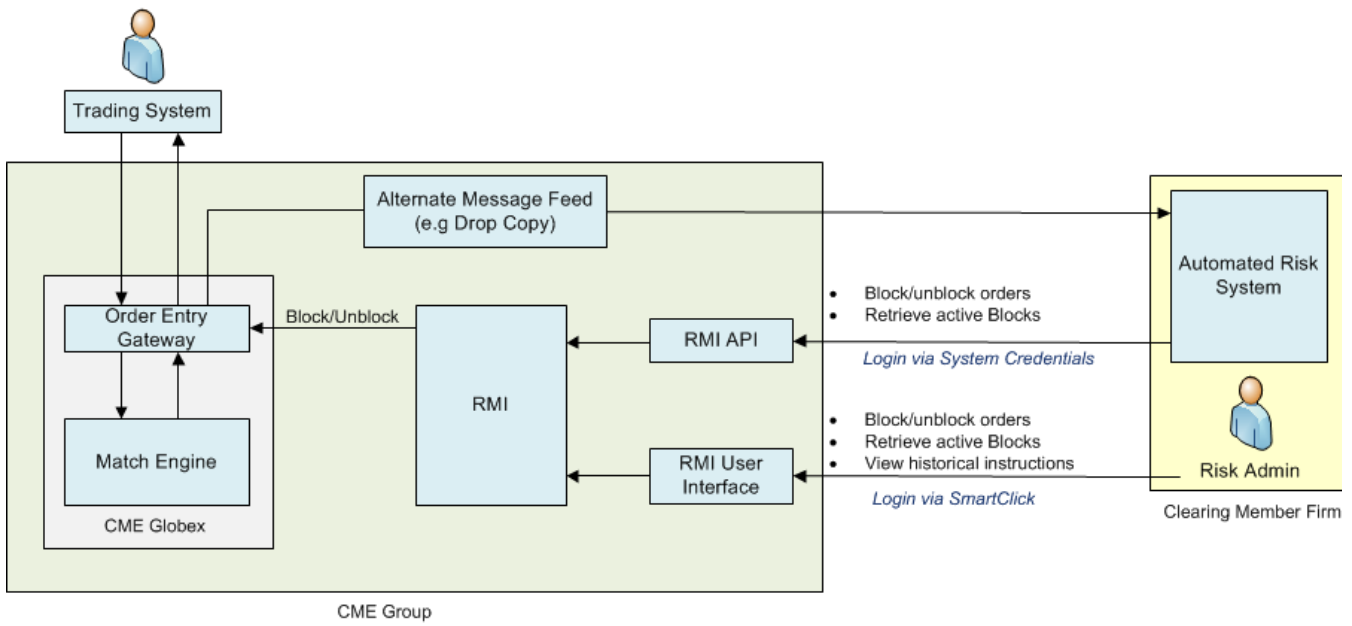 Trading System
Alternate Message Feed
(e.g Drop Copy)
Automated Risk
System
Order Entry
Gateway
Block/Unblock
RMI
RMI API
• Block/unblock orders
• Retrieve active Blocks
Login via System Credentials
Match Engine
CME Globex
RMI User
Interface
• Block/unblock orders
• Retrieve active Blocks
• View historical instructions
Login via SmartClick
Risk Admin
Clearing Member Firm
CME Group